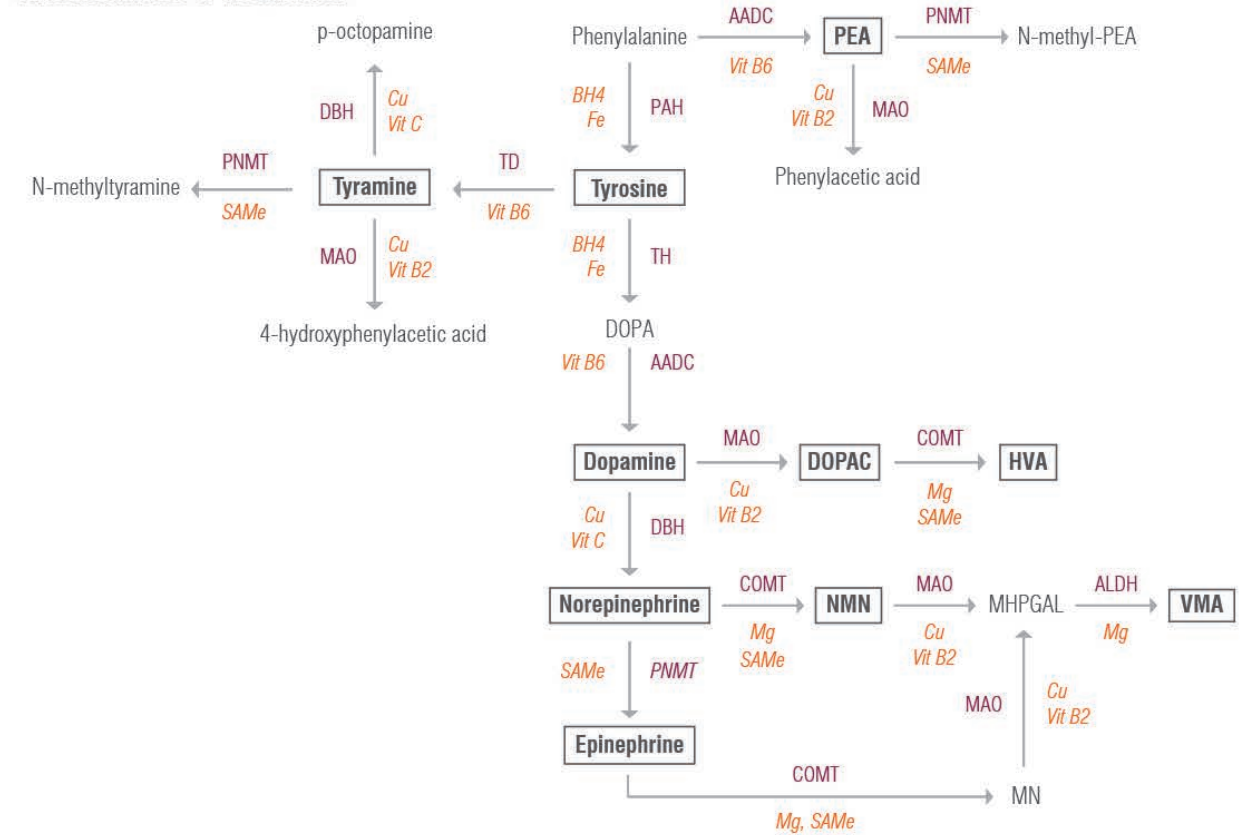 p-octopamine
Phenylalanine
AADC
Vit B6
PEA
PNMT
SAMe
N-methyl-PEA
DBH
Cu
Vit C
BH4
Fe
PAH
Cu
Vit B2
MAO
Phenylacetic acid
N-methyltyramine
PNMT
SAMe
Tyramine
TD
Vit B6
Tyrosine
MAO
Cu
Vit B2
BH4
Fe
TH
4-hydroxyphenylacetic acid
DOPA
Vit B6
AADC
Dopamine
MAO
Cu
Vit B2
DOPAC
COMT
Mg
SAMe
HVA
Cu
Vit C
DBH
Norepinephrine
COMT
Mg
SAMe
NMN
MAO
Cu
Vit B2
MHPGAL
ALDH
Mg
VMA
SAMe
PNMT
MAO
Cu
Vit B2
Epinephrine
COMT
Mg, SAMe
MN